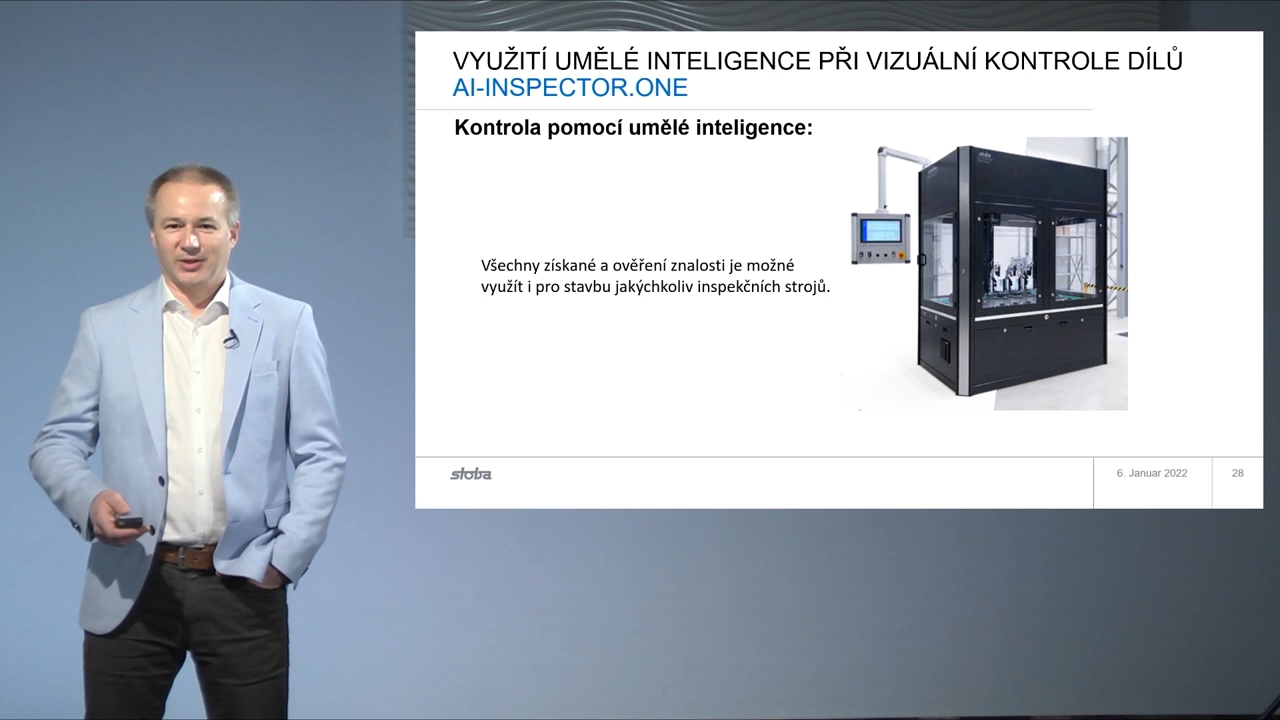 VYUŽITÍ UMĚLÉ INTELIGENCE PŘI VIZUÁLNÍ KONTROLE DÍLŮ
AI-INSPECTOR.ONE
Kontrola pomocí umělé inteligence:
stoba
Všechny získané a ověření znalosti je možné
využít i pro stavbu jakýchkoliv inspekčních strojů.
stoba
6. Januar 2022
28